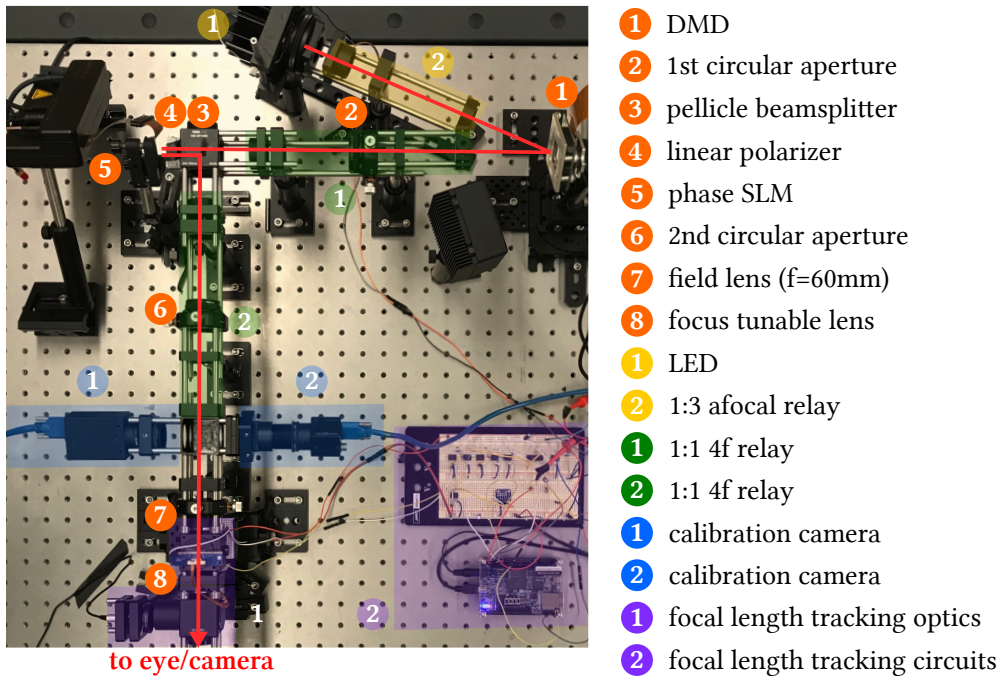 1 DMD
2 1st circular aperture
3 pellicle beamsplitter
4 linear polarizer
5 phase SLM
6 2nd circular aperture
7 field lens (f=60mm)
8 focus tunable lens
1 LED
2 1:3 afocal relay
1 1:1 4f relay
2 1:1 4f relay
1 calibration camera
2 calibration camera
1 focal length tracking optics
2 focal length tracking circuits
1
2
1
2
4 3
5
1
6
2
1
2
7
8
1
2
to eye/camera